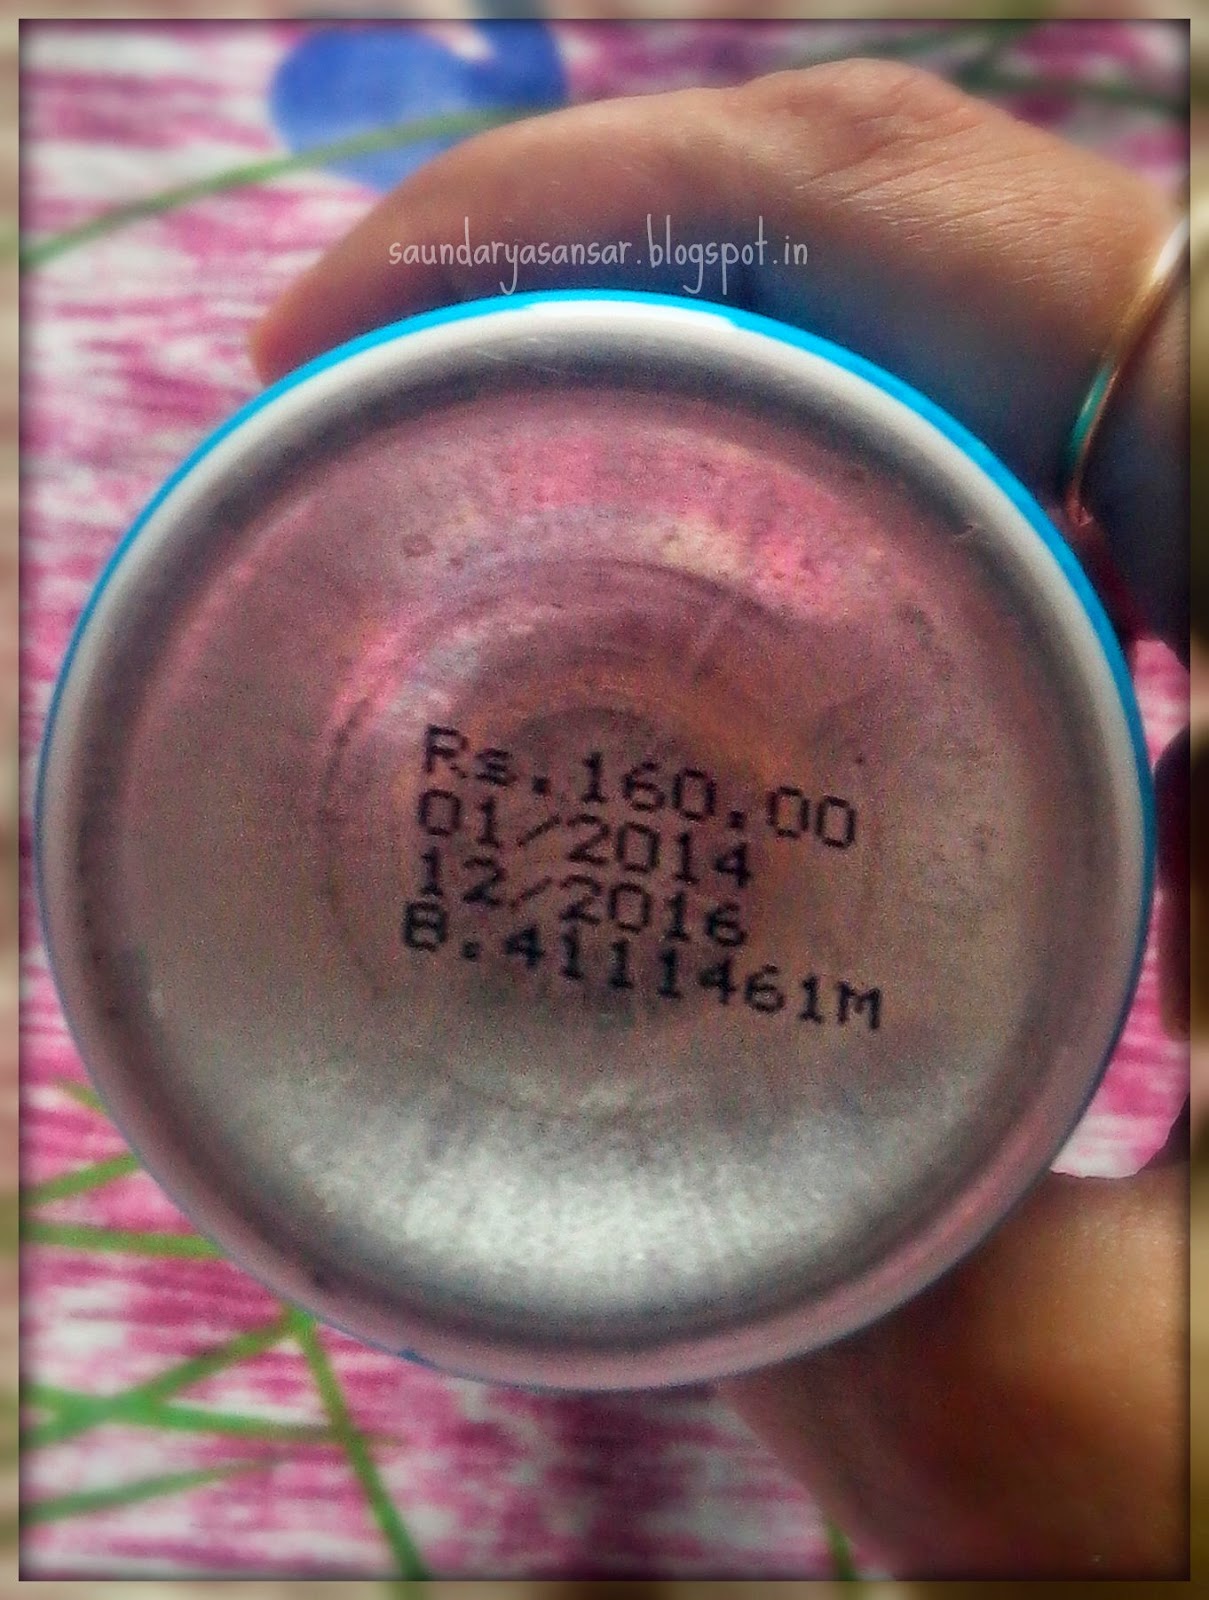 saundaryasansar.blogspot.in
Rs.160.00
01/2014
12/2016
B.4111461M